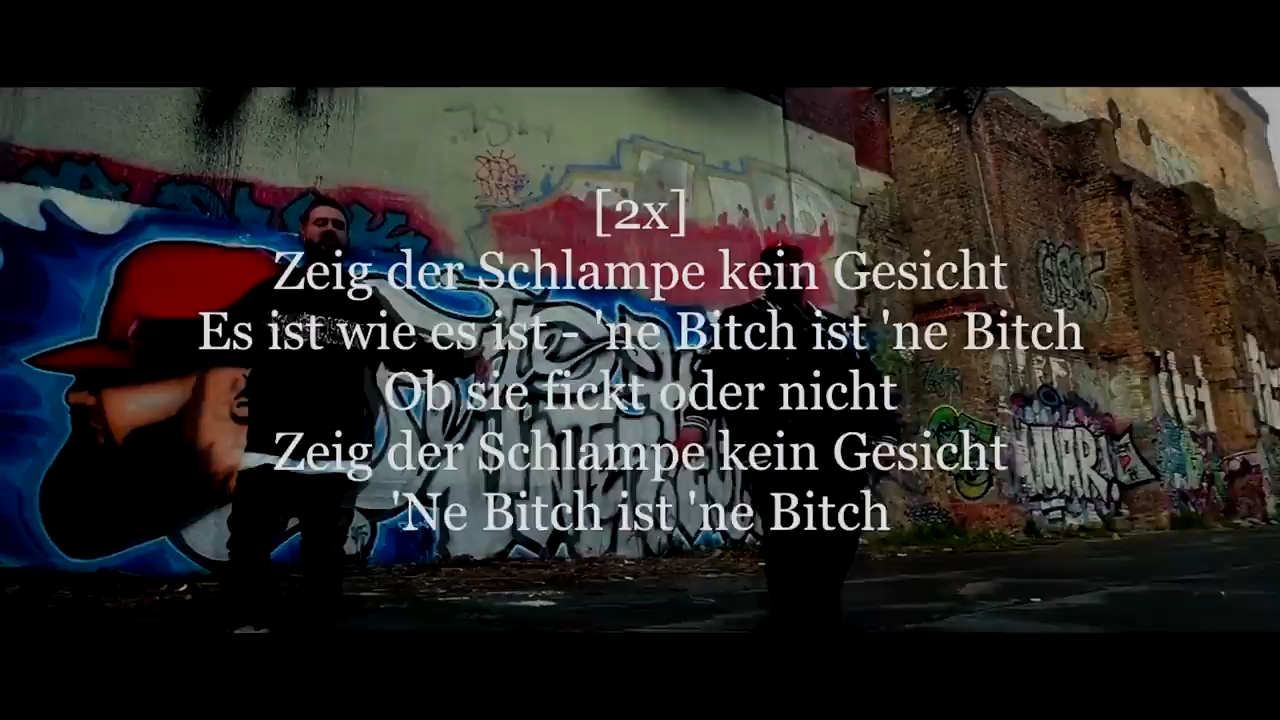 [2x]
Zeig der Schlampe kein Gesicht
Es ist wie es ist - 'ne Bitch ist 'ne Bitch
Ob sie fickt oder nicht
Zeig der Schlampe kein Gesicht
'Ne Bitch ist 'ne Bitch